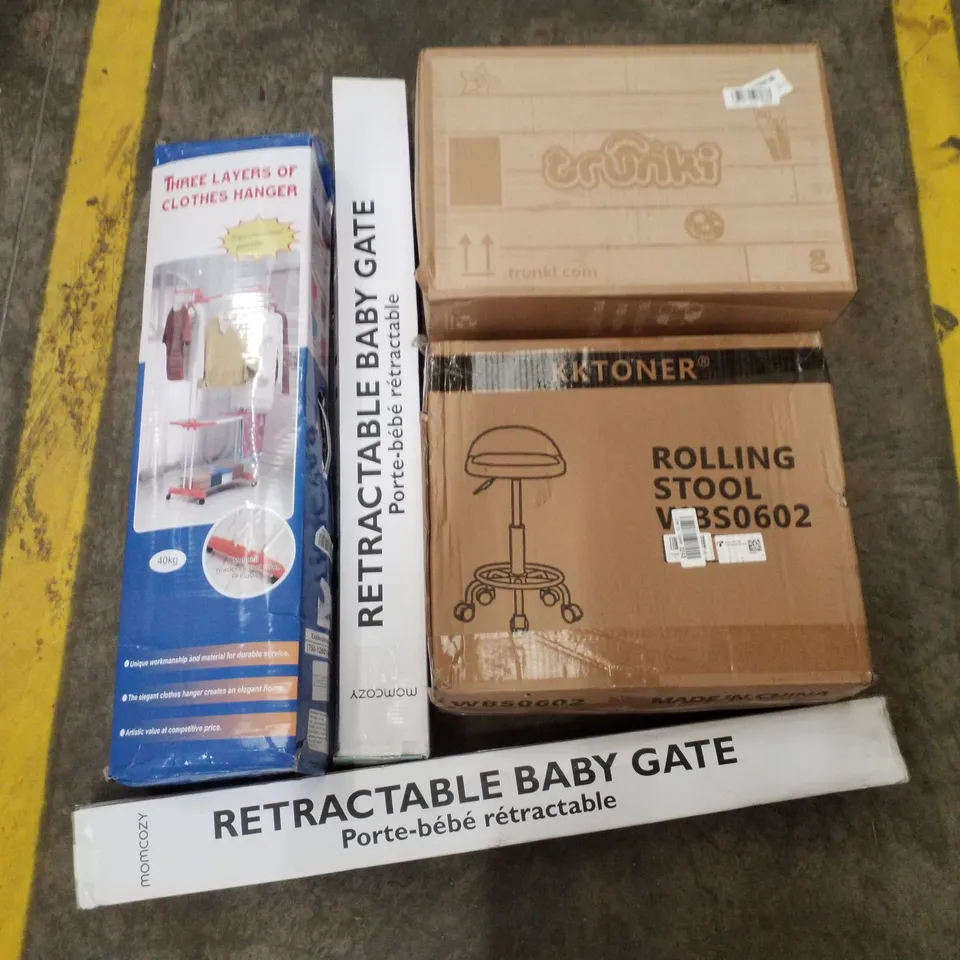 THREE LAYERS OF
CLOTHES HANGER
40kg
Unique workmanship and material for durable service.
The elegant clothes hanger creates an elegant home.
Artistic value at competitive price.
RETRACTABLE BABY GATE
Porte-bébé rétractable
momcozy
trunki
trunki.com
KKTONER®
ROLLING
STOOL
WBS0602
WBS0602
MADE IN CHINA
RETRACTABLE BABY GATE
Porte-bébé rétractable
momcozy